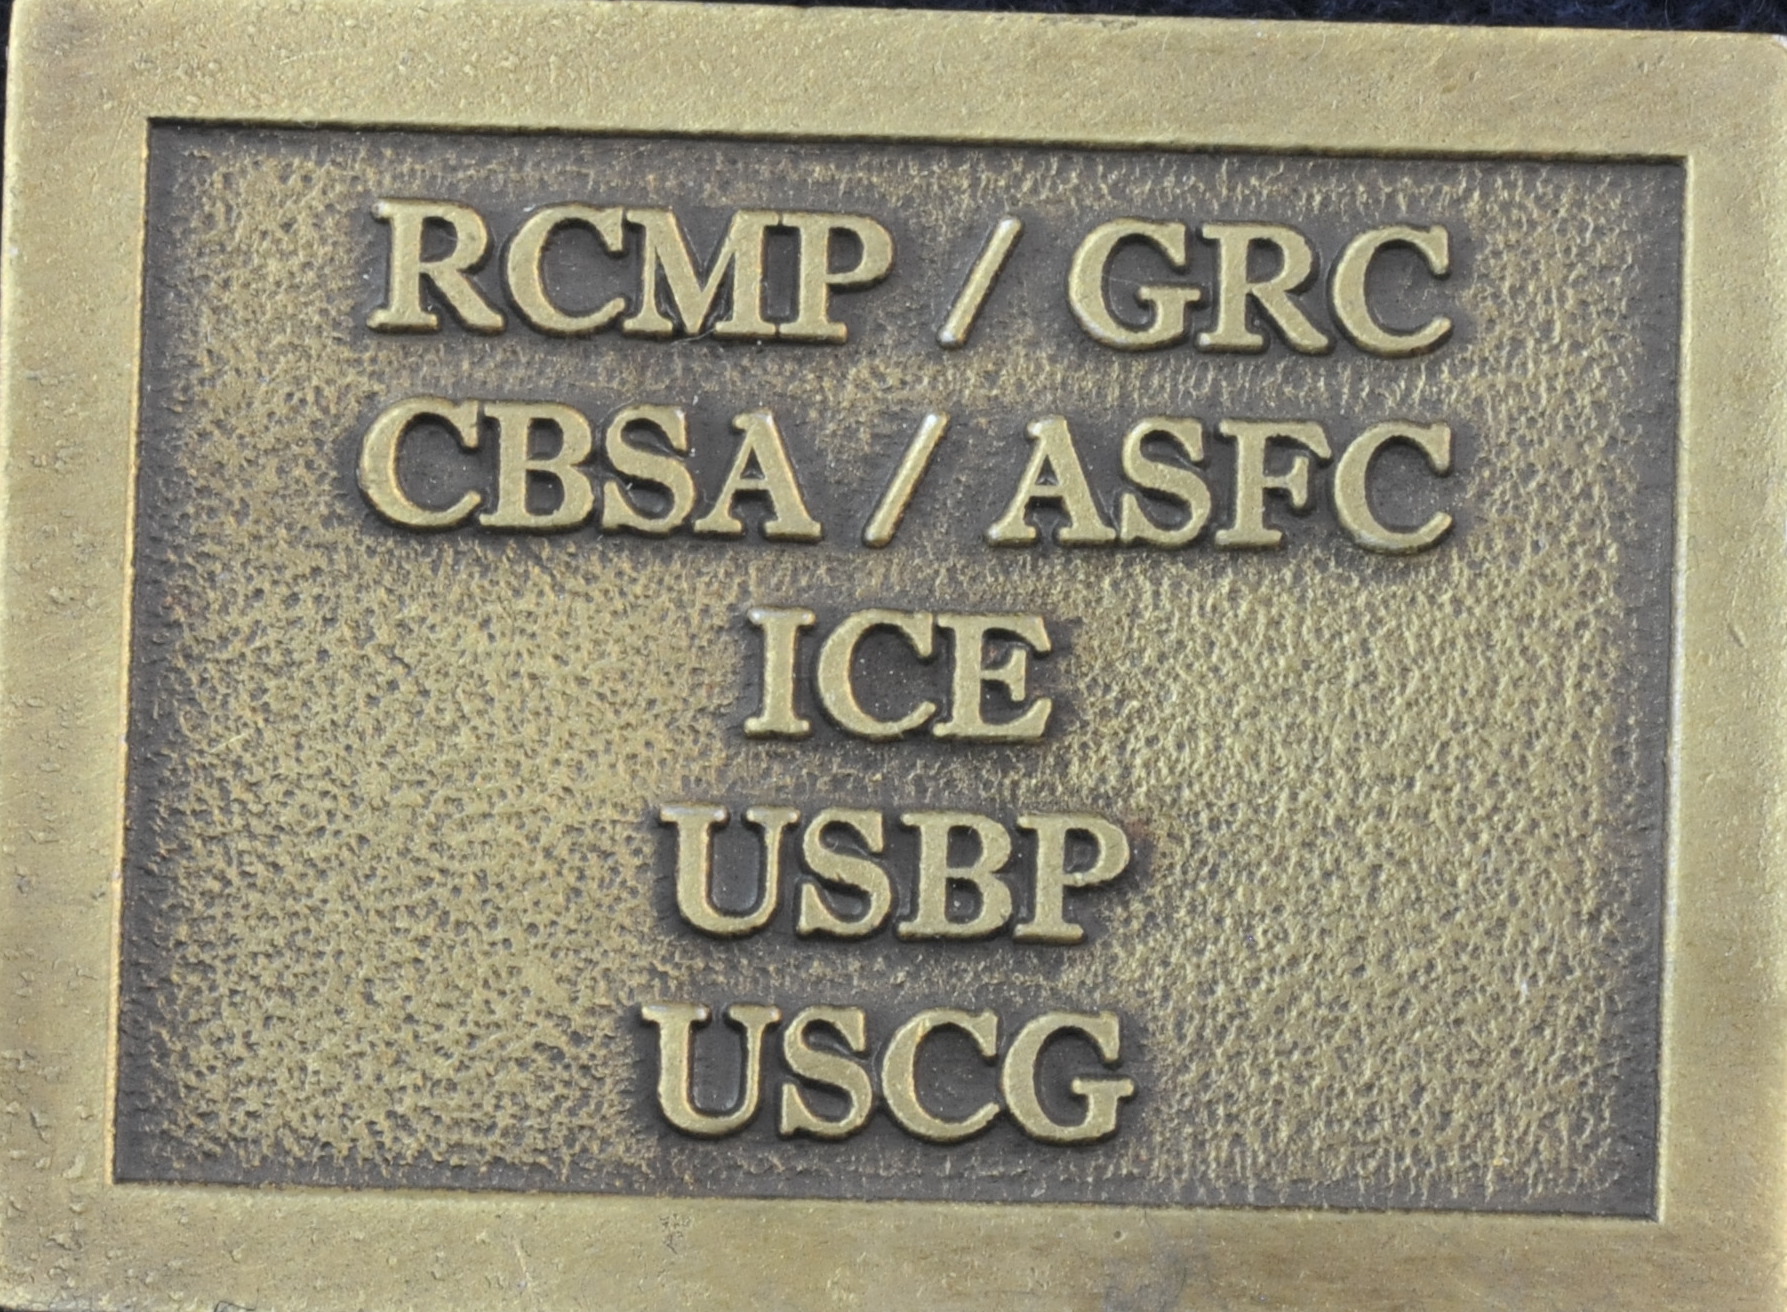 RCMP / GRC
CBSA / ASFC
ICE
USBP
USCG